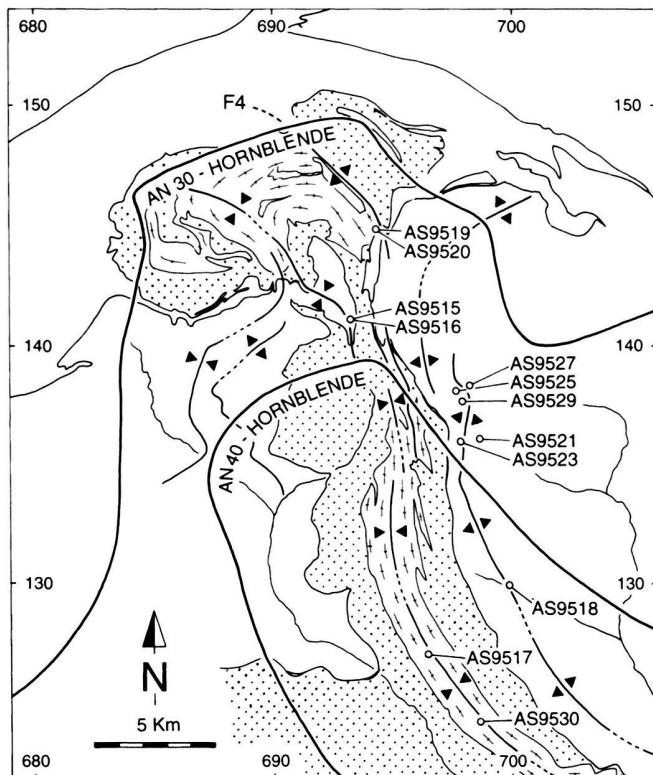 680
690
700
150
150
F4
AN 30 - HORNBLENDE
AS9519
AS9520
AS9515
AS9516
140
140
AS9527
AS9525
AS9529
AN 40 - HORNBLENDE
AS9521
AS9523
130
130
AS9518
N
AS9517
5 Km
AS9530
680
690
700